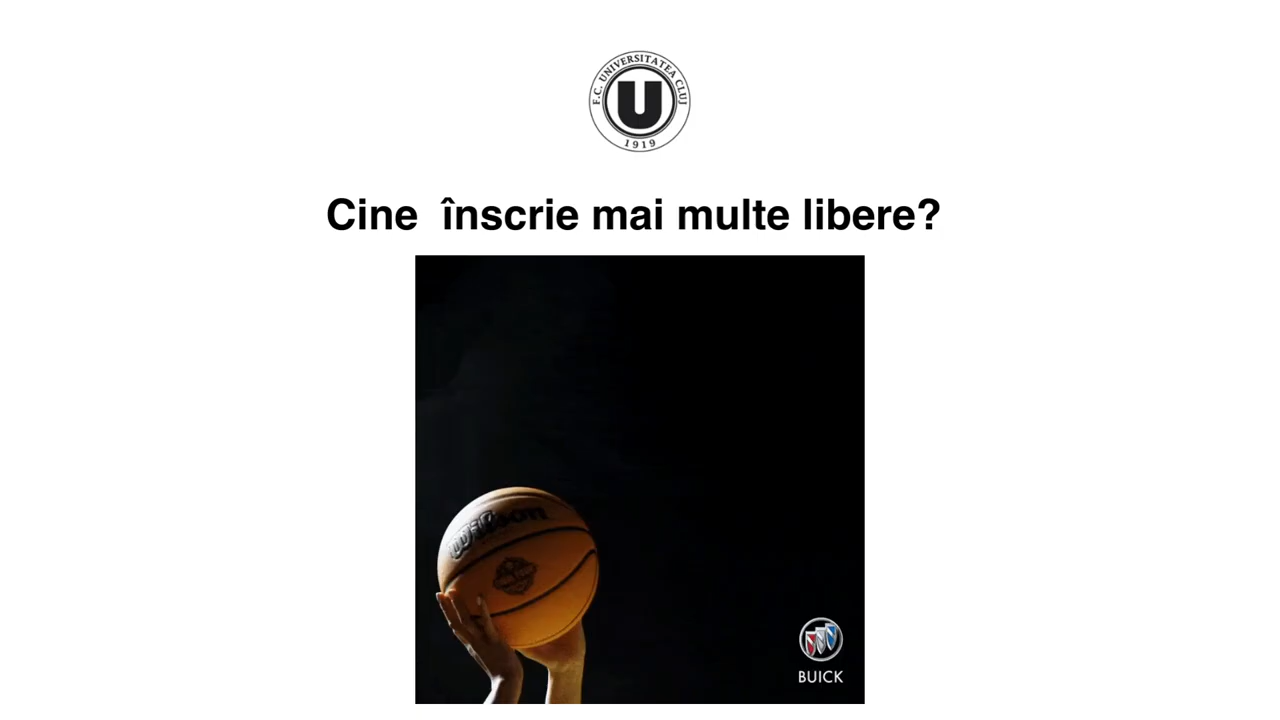 F.C. UNIVERSITATEA CLUJ
U
1919
Cine  înscrie mai multe libere?
Wilson
BUICK